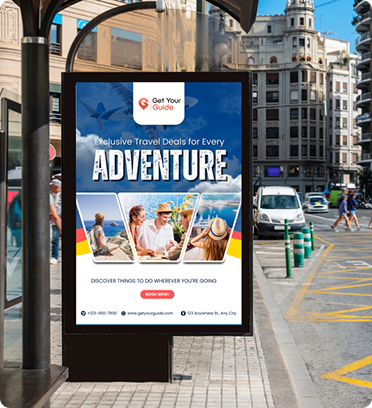 Get Your
Guide
Exclusive Travel Deals for Every
ADVENTURE
DISCOVER THINGS TO DO WHEREVER YOU'RE GOING
BOOK NOW!
+123-456-7890 www.getyourguide.com 123 Anywhere St., Any City